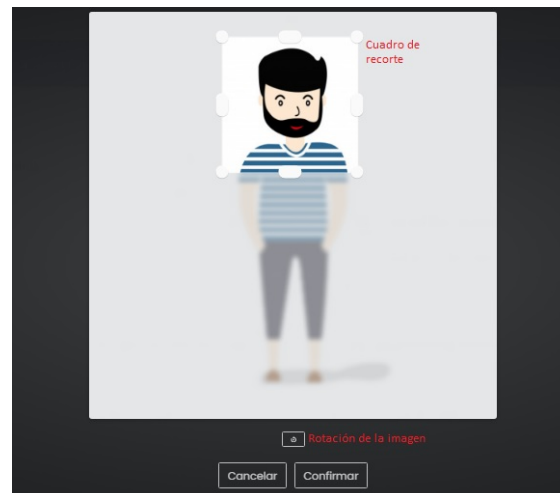 Cuadro de
recorte
Rotación de la imagen
Cancelar Confirmar